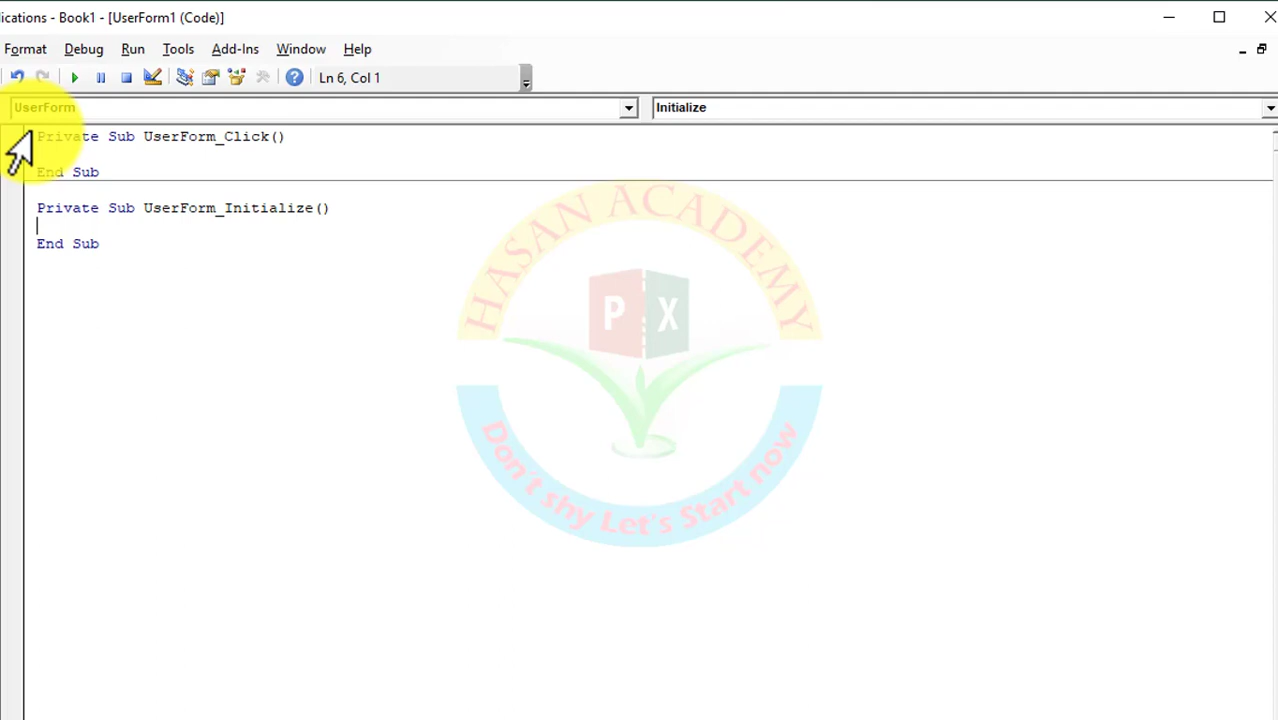 ications - Book1 - [UserForm1 (Code)]
Format Debug Run Tools Add-Ins Window Help
Ln 6, Col 1
UserForm Initialize
Private Sub UserForm_Click()
End Sub
Private Sub UserForm_Initialize()
End Sub
HASAN ACADEMY
P X
Don't shy Let's Start now